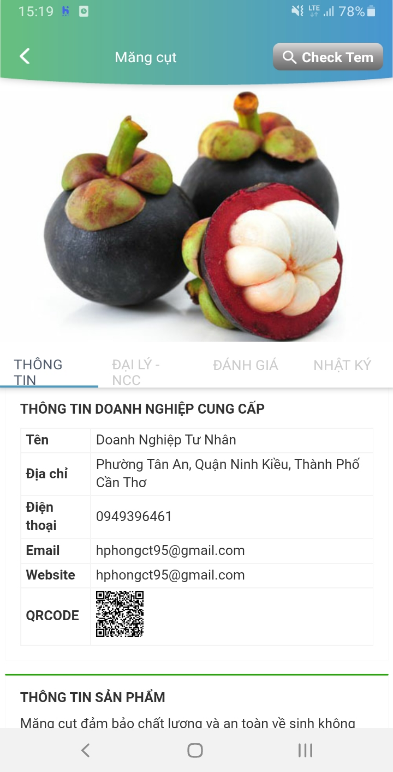 15:19
LTE
78%
Măng cụt
Check Tem
THÔNG
TIN
ĐẠI LÝ -
NCC
ĐÁNH GIÁ
NHẬT KÝ
THÔNG TIN DOANH NGHIỆP CUNG CẤP
Tên Doanh Nghiệp Tư Nhân
Địa chỉ Phường Tân An, Quận Ninh Kiều, Thành Phố
Cần Thơ
Điện
thoại 0949396461
Email hphongct95@gmail.com
Website hphongct95@gmail.com
QRCODE
THÔNG TIN SẢN PHẨM
Măng cụt đảm bảo chất lượng và an toàn về sinh không